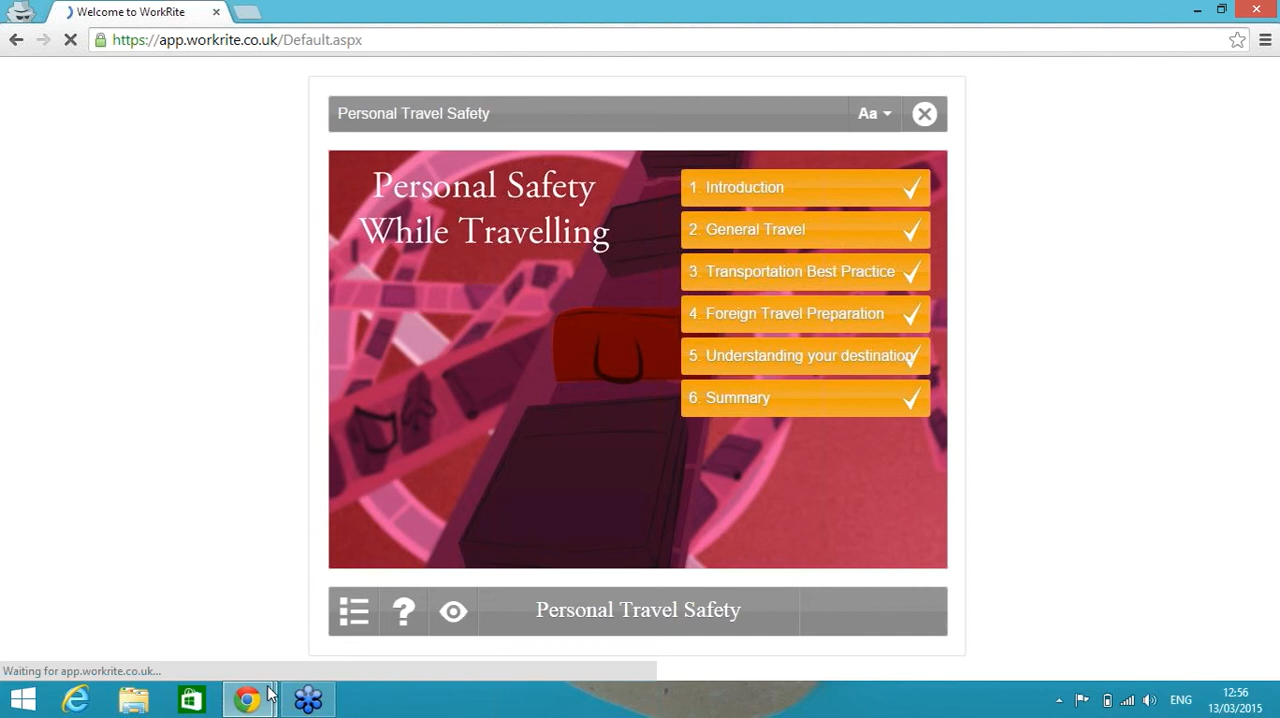 Welcome to WorkRite
https://app.workrite.co.uk/Default.aspx
Personal Travel Safety
Aa
Personal Safety
While Travelling
1. Introduction
2. General Travel
3. Transportation Best Practice
4. Foreign Travel Preparation
5. Understanding your destination
6. Summary
?
Personal Travel Safety
Waiting for app.workrite.co.uk...
ENG
12:56
13/03/2015